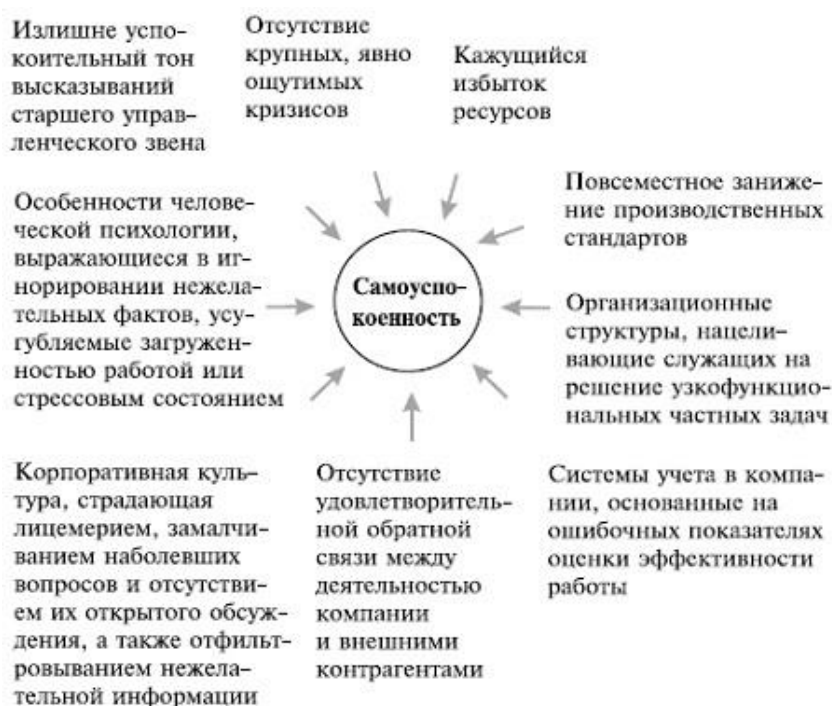 Излишне успо-
коительный тон
высказываний
старшего управ-
ленческого звена
Отсутствие
крупных, явно
ощутимых
кризисов
Кажущийся
избыток
ресурсов
Повсеместное заниже-
ние производственных
стандартов
Особенности челове-
ческой психологии,
выражающиеся в иг-
норировании нежела-
тельных фактов, усу-
губляемые загружен-
ностью работой или
стрессовым состоянием
Самоуспо-
коенность
Организационные
структуры, нацели-
вающие служащих на
решение узкофункцио-
нальных частных задач
Корпоративная куль-
тура, страдающая
лицемерием, замалчи-
ванием наболевших
вопросов и отсутстви-
ем их открытого обсуж-
дения, а также отфильт-
ровыванием нежела-
тельной информации
Отсутствие
удовлетворитель-
ной обратной
связи между
деятельностью
компании
и внешними
контрагентами
Системы учета в компа-
нии, основанные на
ошибочных показателях
оценки эффективности
работы